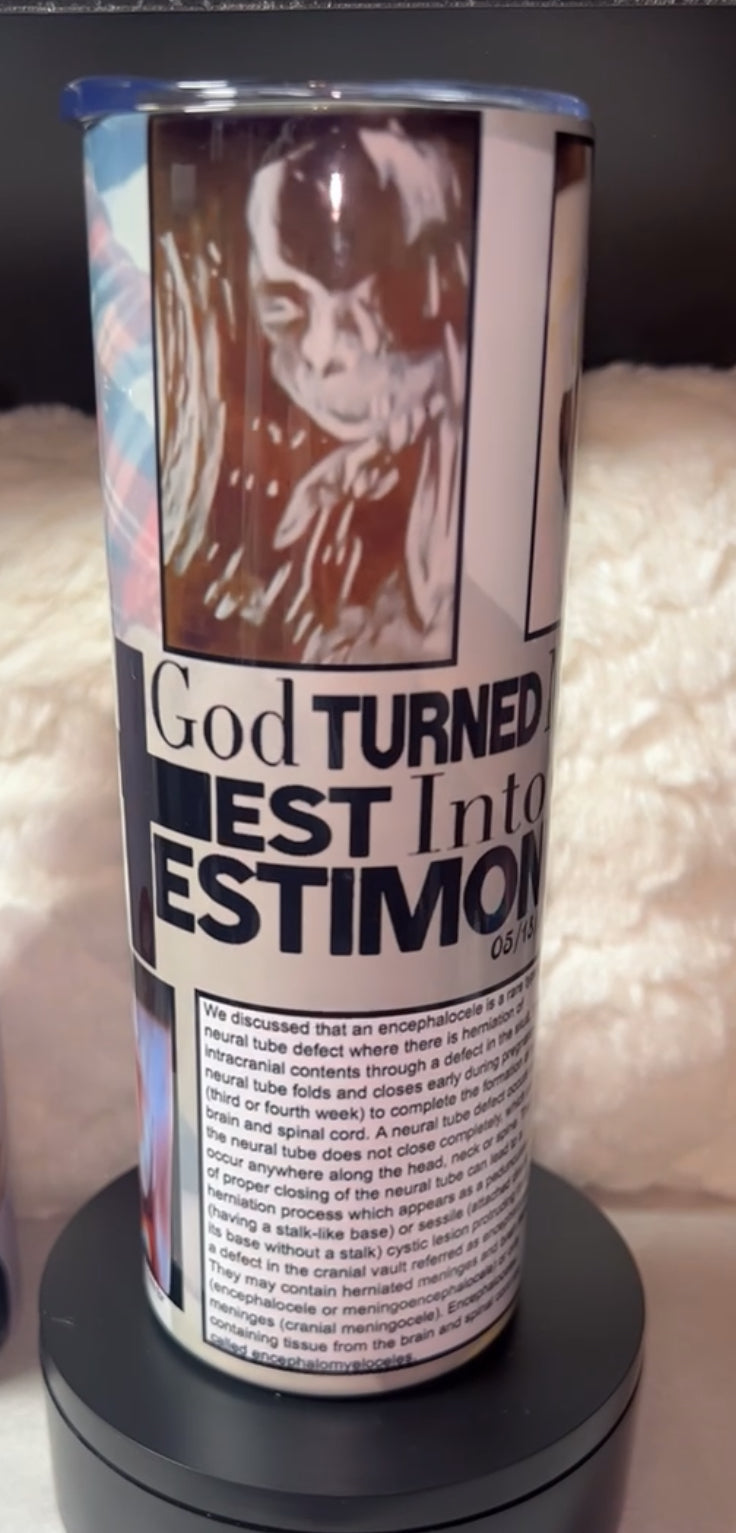 God TURNED
EST Into
ESTIMON
05/13
We discussed that an encephalocele is a rare
neural tube defect where there is herniation of
intracranial contents through a defect in the
neural tube folds and closes early during
(third or fourth week) to complete the formation
brain and spinal cord. A neural tube defect
the neural tube does not close completely,
occur anywhere along the head, neck or spine.
of proper closing of the neural tube can lead to
herniation process which appears as a
(having a stalk-like base) or sessile (attached
its base without a stalk) cystic lesion protruding
a defect in the cranial vault referred as
They may contain herniated meninges and
(encephalocele or meningoencephalocele) or
meninges (cranial meningocele).
containing tissue from the brain and spinal
called encephalomyeloceles.